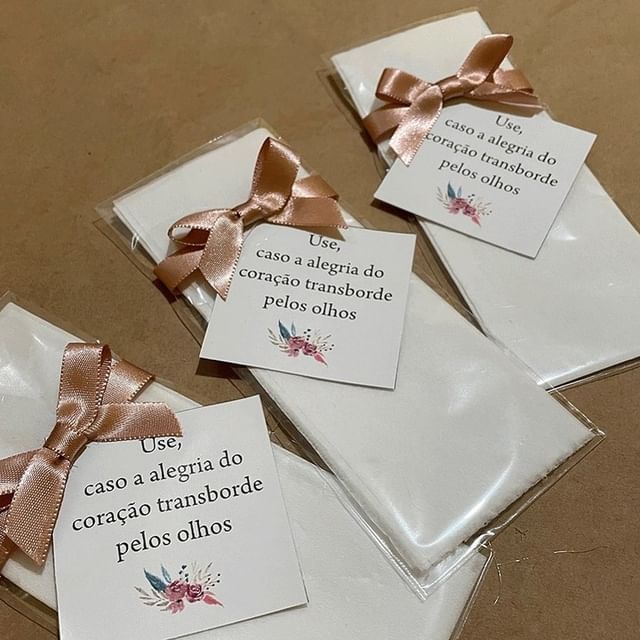 Use,
caso a alegria do
coração transborde
pelos olhos
Use,
caso a alegria do
coração transborde
pelos olhos
Use,
caso a alegria do
coração transborde
pelos olhos